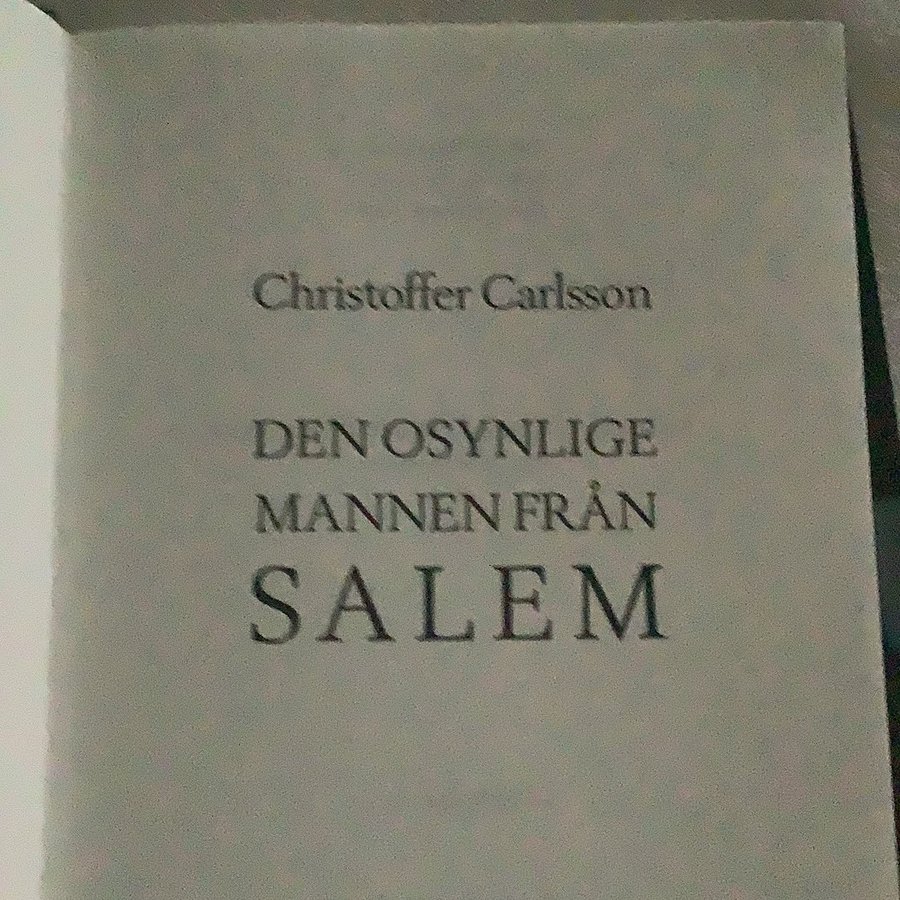 Christoffer Carlsson
DEN OSYNLIGE
MANNEN FRÅN
SALEM